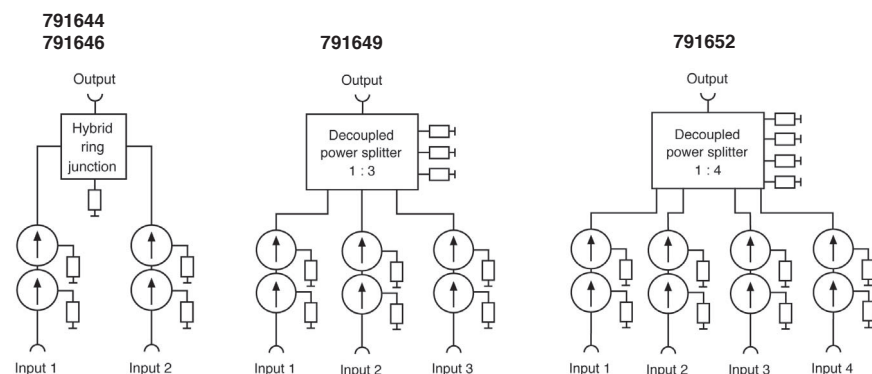 791644
791646
791649
791652
Output
Hybrid
ring
junction
Input 1
Input 2
Output
Decoupled
power splitter
1 : 3
Input 1
Input 2
Input 3
Output
Decoupled
power splitter
1 : 4
Input 1
Input 2
Input 3
Input 4